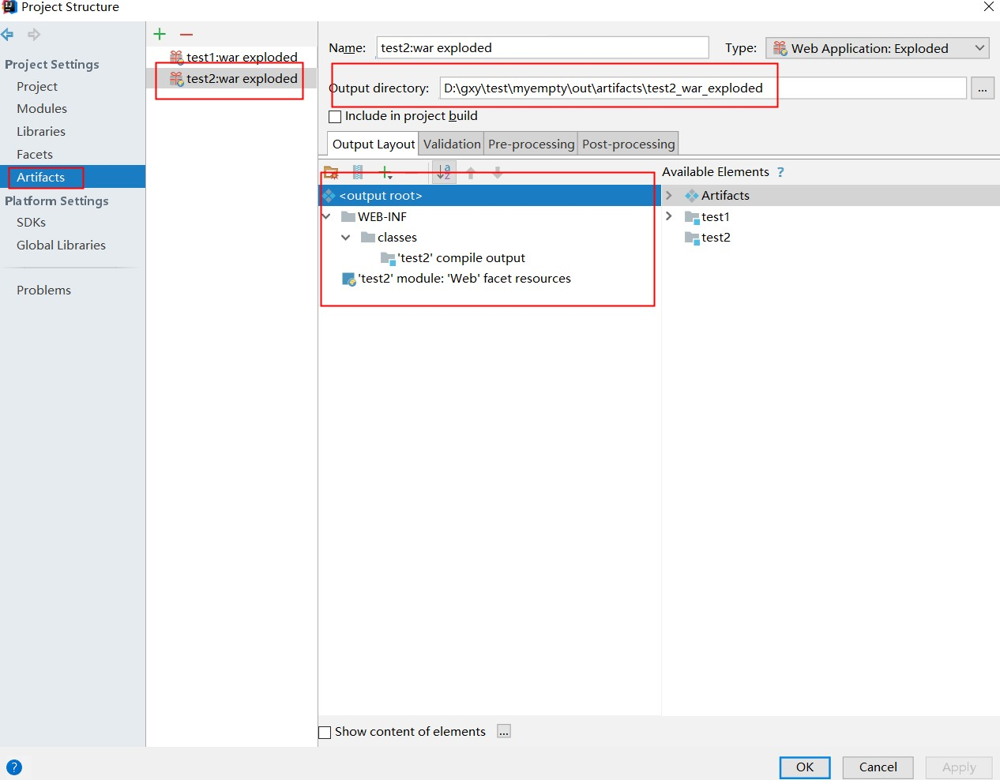 Project Structure
Project Settings
Project
Modules
Libraries
Facets
Artifacts
Platform Settings
SDKs
Global Libraries
Problems
test1:war exploded
test2:war exploded
Name: test2:war exploded Type: Web Application: Exploded
Output directory: D:\gxy\test\myempty\out\artifacts\test2_war_exploded ...
Include in project build
Output Layout Validation Pre-processing Post-processing
Available Elements ?
<output root>
WEB-INF
classes
'test2' compile output
'test2' module: 'Web' facet resources
Artifacts
test1
test2
Show content of elements ...
? OK Cancel Apply